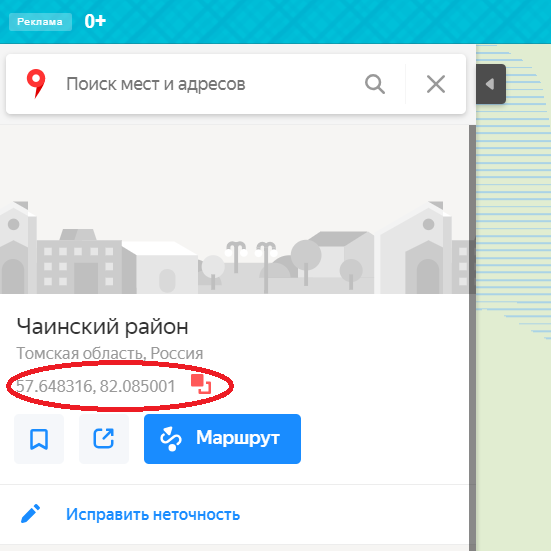 Реклама 0+
Поиск мест и адресов
Чаинский район
Томская область, Россия
57.648316, 82.085001
Маршрут
Исправить неточность